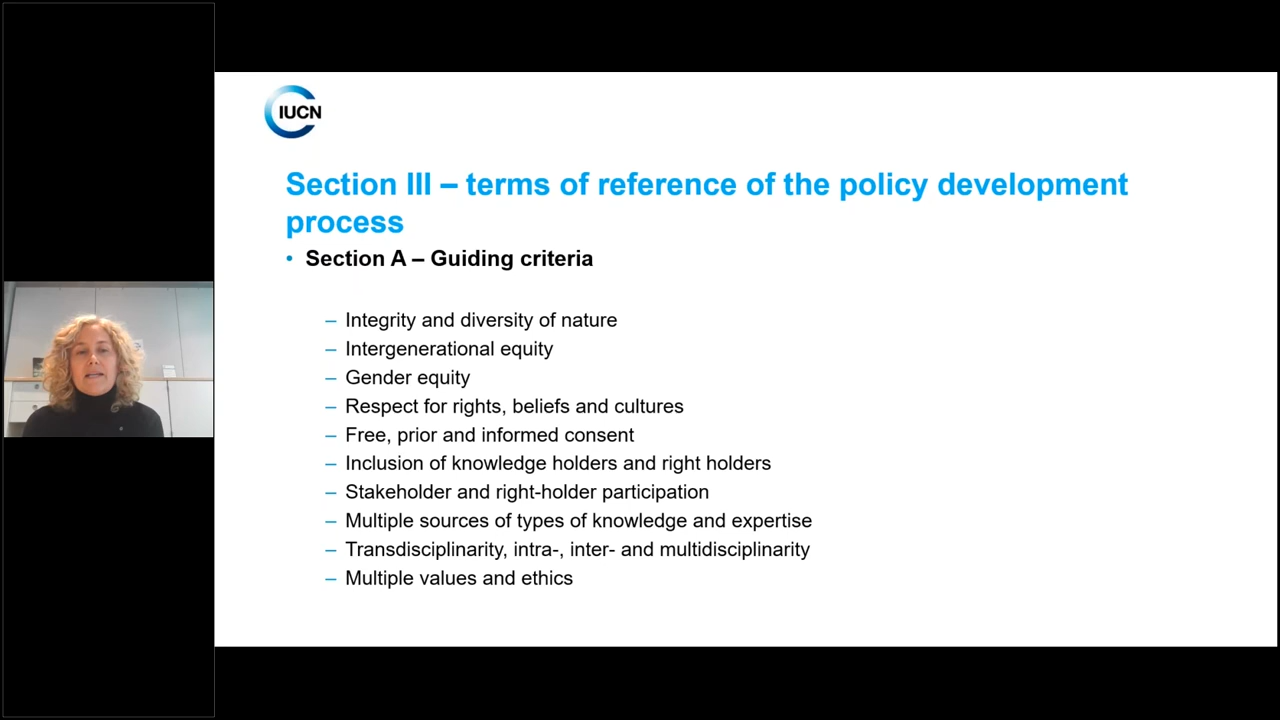 IUCN
Section III – terms of reference of the policy development
process
• Section A – Guiding criteria
– Integrity and diversity of nature
– Intergenerational equity
– Gender equity
– Respect for rights, beliefs and cultures
– Free, prior and informed consent
– Inclusion of knowledge holders and right holders
– Stakeholder and right-holder participation
– Multiple sources of types of knowledge and expertise
– Transdisciplinarity, intra-, inter- and multidisciplinarity
– Multiple values and ethics